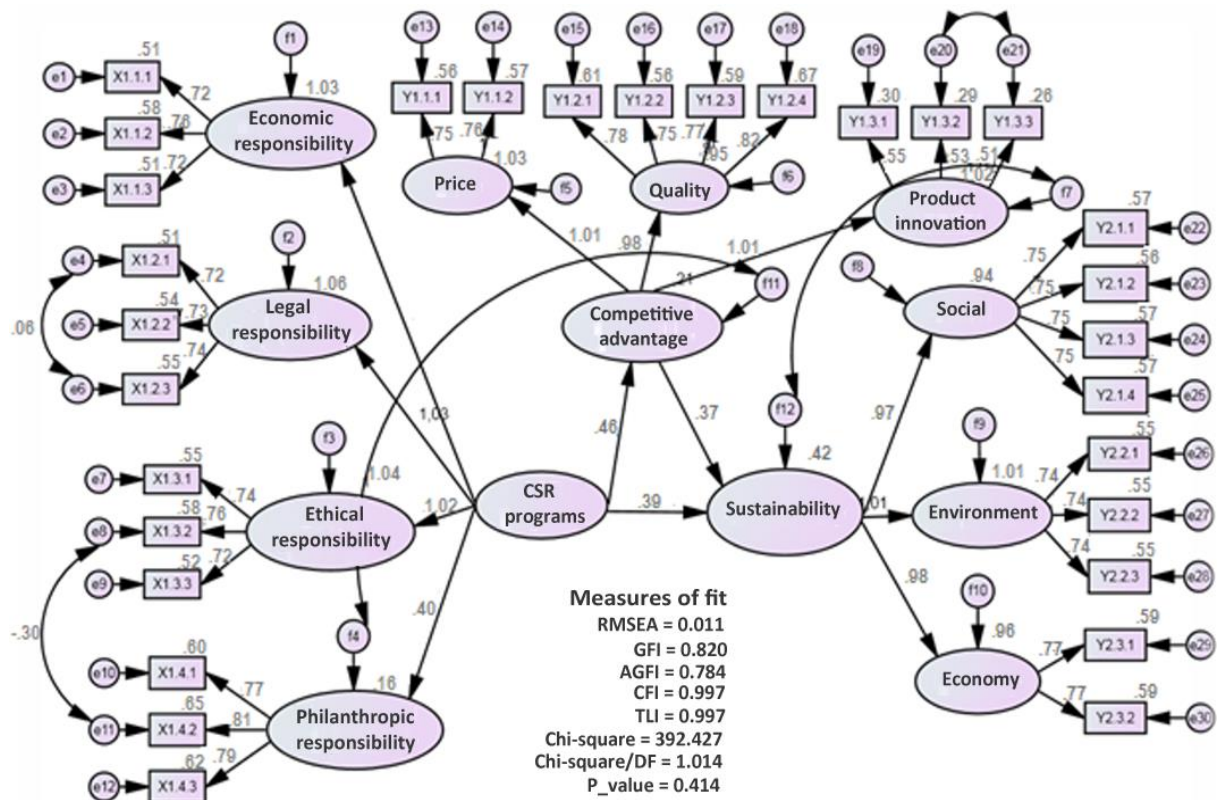 f1
e13
e14
e15
e16
e17
e18
e19
e20
e21
.51
e1
X1.1.1
.72
1.03
.56
Y1.1.1
.57
Y1.1.2
.61
Y1.2.1
.56
Y1.2.2
.59
Y1.2.3
.67
Y1.2.4
.30
Y1.3.1
.29
Y1.3.2
.26
Y1.3.3
.58
e2
X1.1.2
.76
Economic
responsibility
.51
e3
X1.1.3
.72
.75
.76
1.03
Price
f5
.78
.75
.77
.95
.82
Quality
f6
.55
.53
.51
1.02
Product
innovation
f7
.51
e4
X1.2.1
.72
f2
1.06
.54
e5
X1.2.2
.73
Legal
responsibility
.06
.55
e6
X1.2.3
.74
1.01
.98
1.01
.21
f11
Competitive
advantage
f8
.94
Social
.57
Y2.1.1
e22
.75
.56
Y2.1.2
e23
.75
.57
Y2.1.3
e24
.75
.57
Y2.1.4
e25
.75
1,03
.46
.37
.97
f12
.42
f3
1.04
.55
e7
X1.3.1
.74
.58
e8
X1.3.2
.76
Ethical
responsibility
.52
e9
X1.3.3
.72
1.02
CSR
programs
.39
Sustainability
1.01
f9
1.01
Environment
.55
Y2.2.1
e26
.74
.55
Y2.2.2
e27
.74
.55
Y2.2.3
e28
.74
-.30
.40
.98
f4
.16
.60
e10
X1.4.1
.77
.65
e11
X1.4.2
.81
Philanthropic
responsibility
.62
e12
X1.4.3
.79
f10
.96
Economy
.59
Y2.3.1
e29
.77
.59
Y2.3.2
e30
.77
Measures of fit
RMSEA = 0.011
GFI = 0.820
AGFI = 0.784
CFI = 0.997
TLI = 0.997
Chi-square = 392.427
Chi-square/DF = 1.014
P_value = 0.414